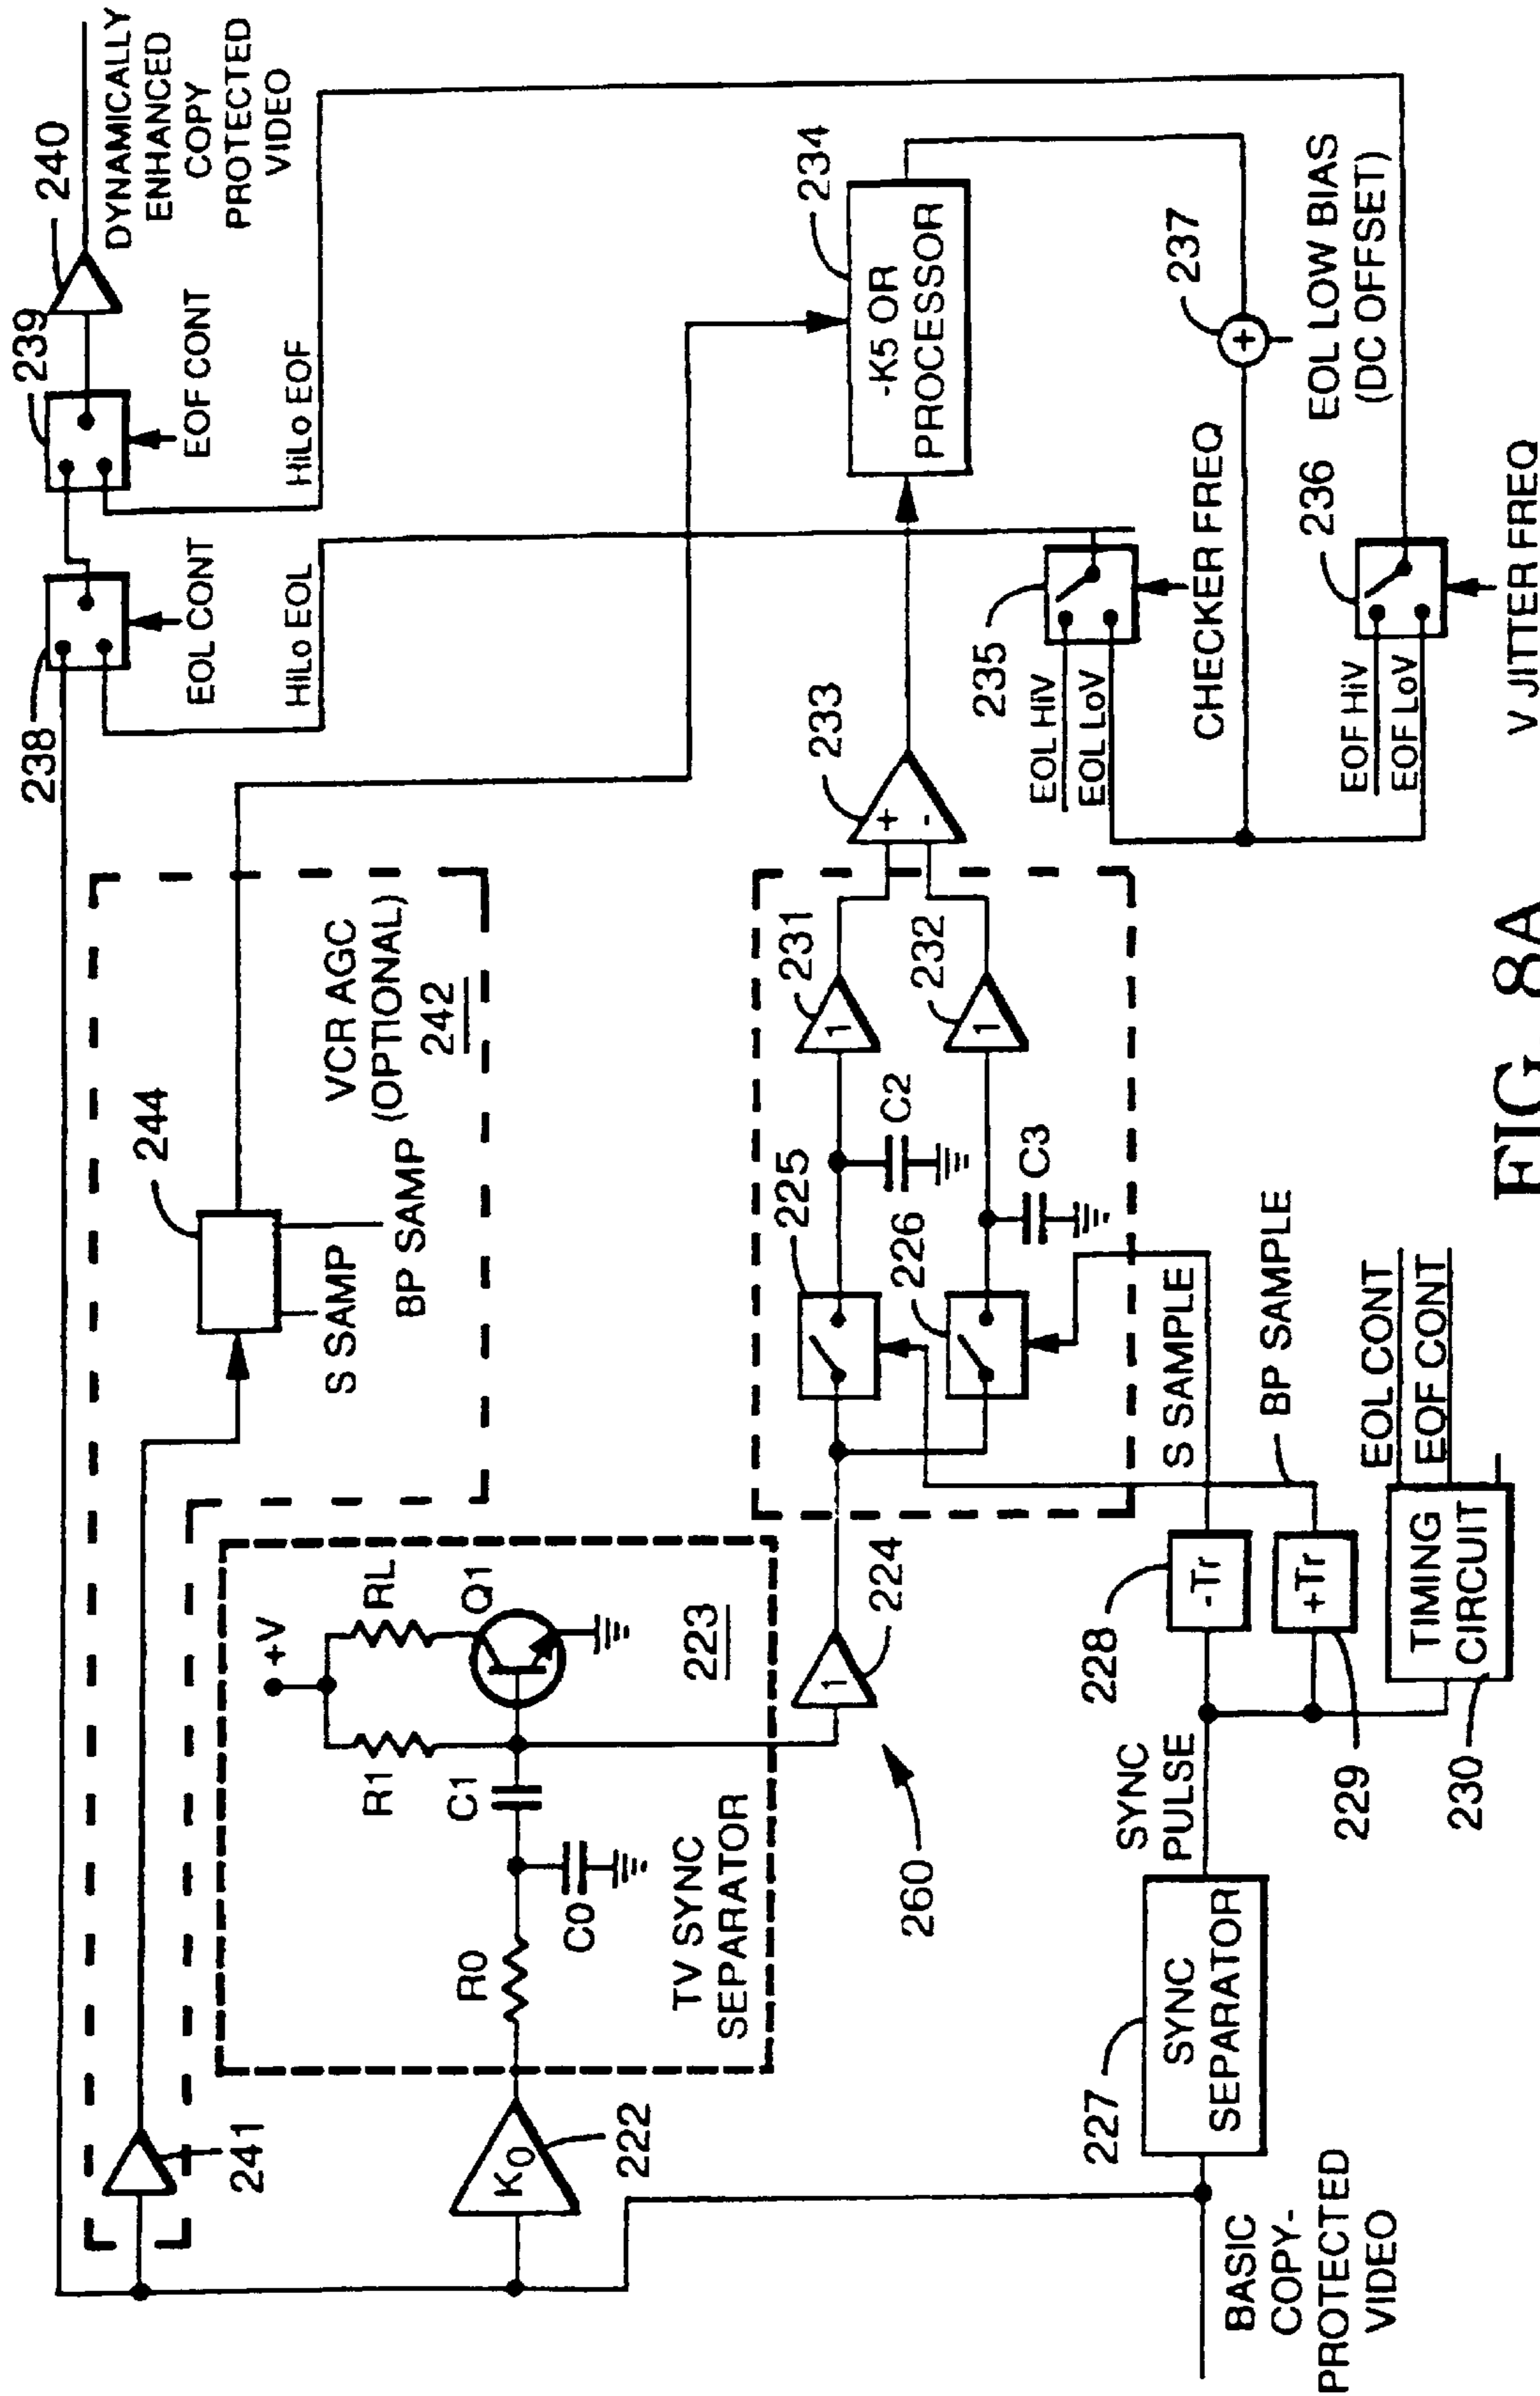 238
239
240
DYNAMICALLY
ENHANCED
COPY
PROTECTED
VIDEO
EOL CONT
EOF CONT
HiLo EOL
HiLo EOF
244
S SAMP
BP SAMP
VCR AGC
(OPTIONAL)
242
241
+V
RL
R1
Q1
C1
R0
C0
223
TV SYNC
SEPARATOR
K0
222
1
224
260
225
226
C2
C3
1
231
1
232
233
+
-
-K5 OR
PROCESSOR
234
235
EOL HiV
EOL LoV
CHECKER FREQ
+
237
EOL LOW BIAS
(DC OFFSET)
236
EOF HiV
EOF LoV
V JITTER FREQ
BASIC
COPY-
PROTECTED
VIDEO
SYNC
SEPARATOR
227
SYNC
PULSE
228
-Tr
+Tr
229
S SAMPLE
BP SAMPLE
TIMING
CIRCUIT
230
EOL CONT
EOF CONT
FIG. 8A